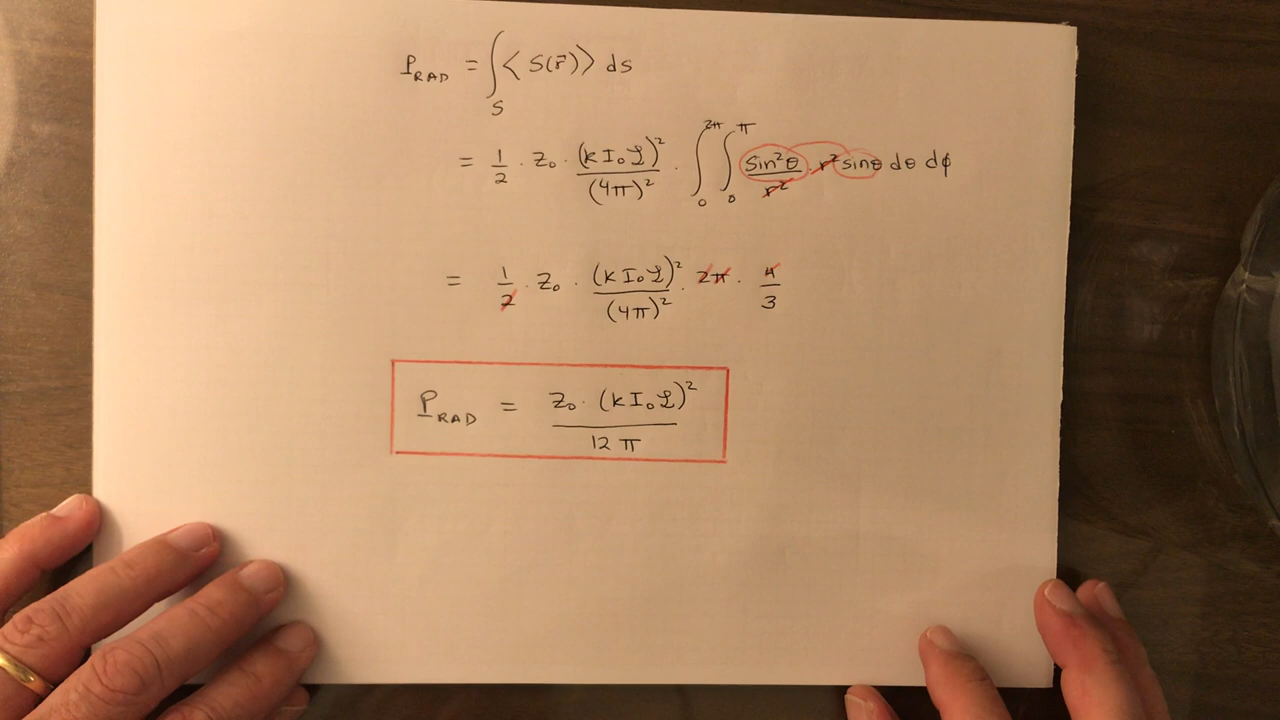 P_RAD = ∫_S ⟨ S(r⃗) ⟩ ds
= 1/2 · Z₀ · (k I₀ ℒ)²/(4π)² · ∫₀^2π ∫₀^π sin²θ/r² · r² sinθ dθ dϕ
= 1/2 · Z₀ · (k I₀ ℒ)²/(4π)² · 2π · 4/3
P_RAD = Z₀ · (k I₀ ℒ)²/12 π